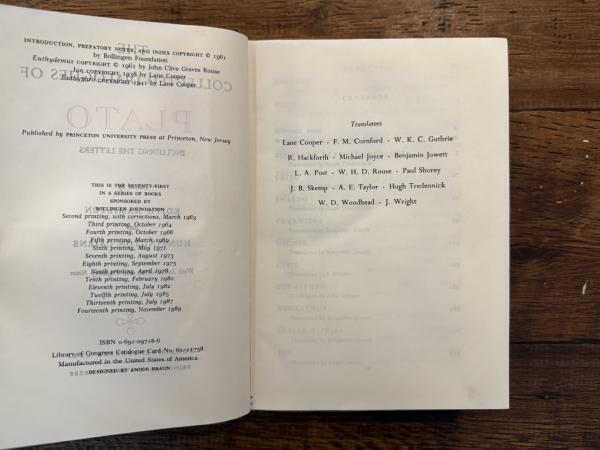 INTRODUCTION, PREFATORY NOTES, AND INDEX COPYRIGHT © 1961
by Bollingen Foundation
Euthydemus COPYRIGHT © 1961 by John Clive Graves Rouse
Ion COPYRIGHT, 1938 by Lane Cooper
Euthyphro COPYRIGHT 1941 by Lane Cooper
Published by PRINCETON UNIVERSITY PRESS at Princeton, New Jersey
THIS IS THE SEVENTY-FIRST
IN A SERIES OF BOOKS
SPONSORED BY
BOLLINGEN FOUNDATION
Second printing, with corrections, March 1963
Third printing, October 1964
Fourth printing, October 1966
Fifth printing, March 1969
Sixth printing, May 1971
Seventh printing, August 1973
Eighth printing, September 1975
Ninth printing, April 1978
Tenth printing, February 1980
Eleventh printing, July 1982
Twelfth printing, July 1985
Thirteenth printing, July 1987
Fourteenth printing, November 1989
ISBN 0-691-09718-6
Library of Congress Catalogue Card No. 61-11758
Manufactured in the United States of America.
DESIGNED BY ANDOR BRAUN
Translators
Lane Cooper · F. M. Cornford · W. K. C. Guthrie
R. Hackforth · Michael Joyce · Benjamin Jowett
L. A. Post · W. H. D. Rouse · Paul Shorey
J. B. Skemp · A. E. Taylor · Hugh Tredennick
W. D. Woodhead · J. Wright